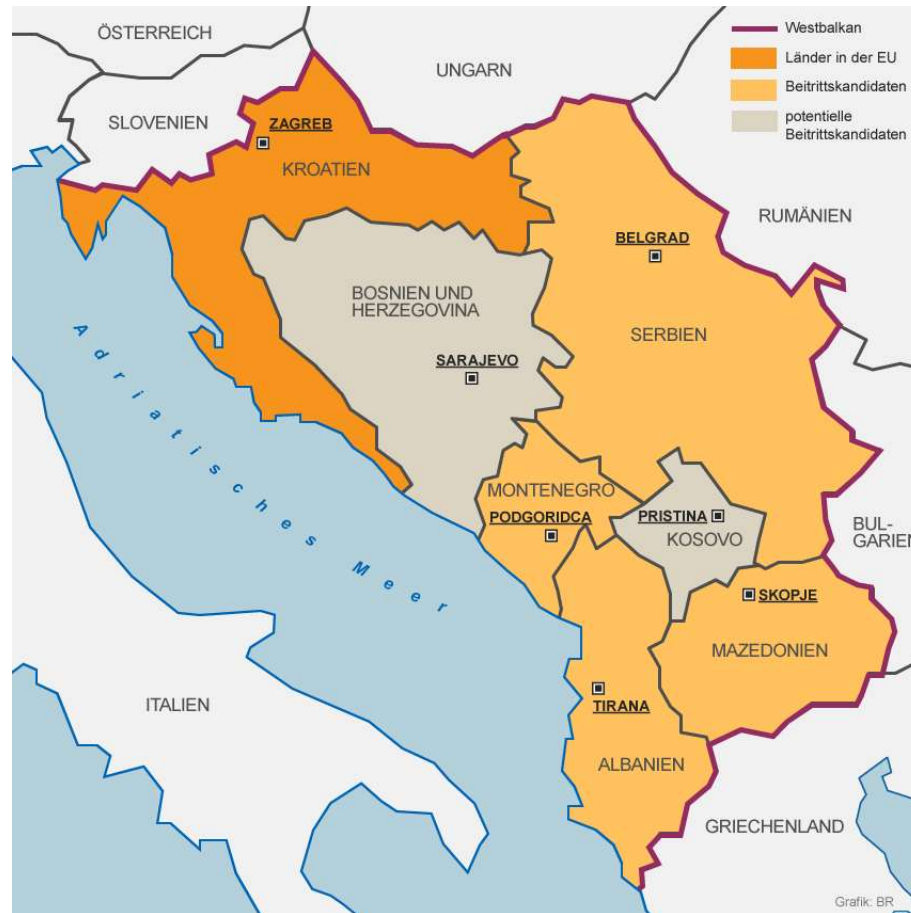 ÖSTERREICH
UNGARN
Westbalkan
Länder in der EU
Beitrittskandidaten
potentielle
Beitrittskandidaten
SLOVENIEN
ZAGREB
KROATIEN
RUMÄNIEN
BELGRAD
BOSNIEN UND
HERZEGOVINA
SERBIEN
SARAJEVO
Adriatisches Meer
MONTENEGRO
PODGORIDCA
PRISTINA
KOSOVO
BUL-
GARIEN
SKOPJE
MAZEDONIEN
ITALIEN
TIRANA
ALBANIEN
GRIECHENLAND
Grafik: BR